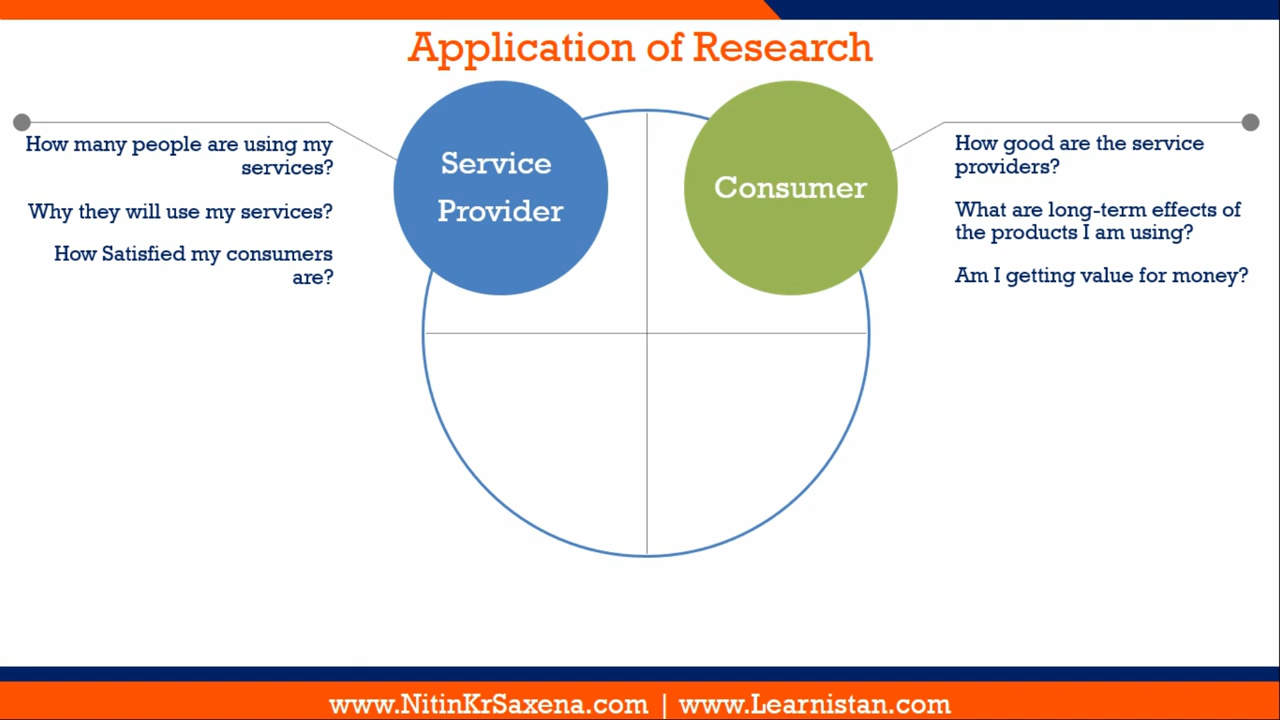 Application of Research
How many people are using my
services?
Why they will use my services?
How Satisfied my consumers
are?
Service
Provider
Consumer
How good are the service
providers?
What are long-term effects of
the products I am using?
Am I getting value for money?
www.NitinKrSaxena.com | www.Learnistan.com